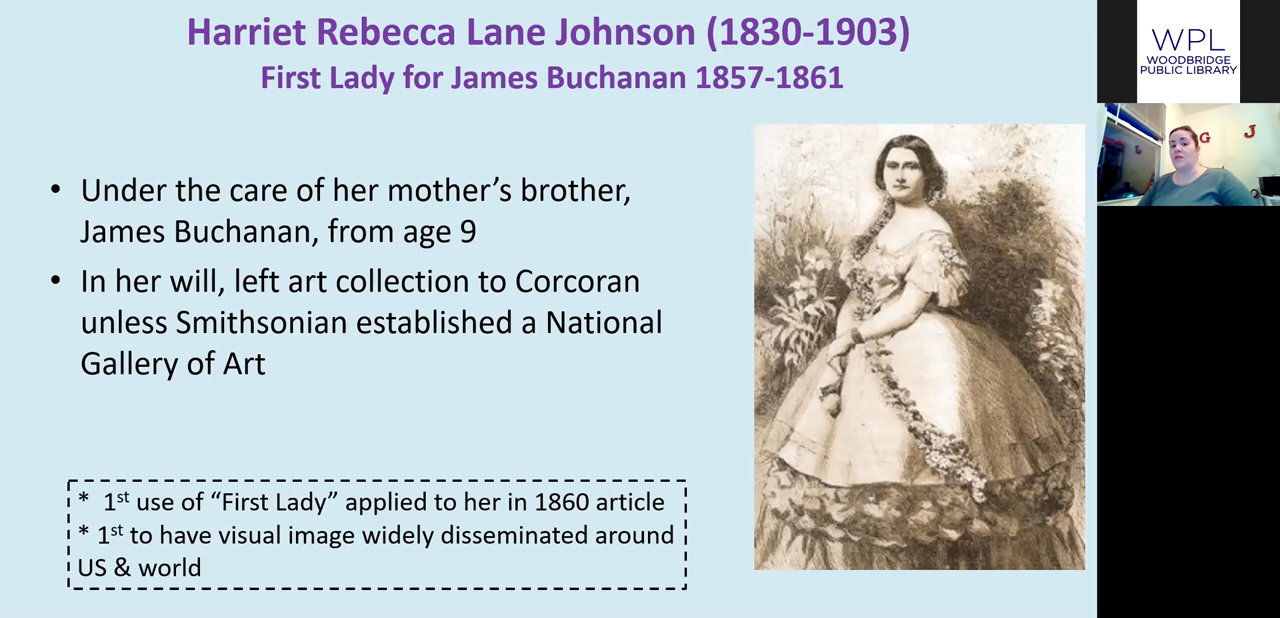 Harriet Rebecca Lane Johnson (1830-1903)
First Lady for James Buchanan 1857-1861
• Under the care of her mother’s brother,
James Buchanan, from age 9
• In her will, left art collection to Corcoran
unless Smithsonian established a National
Gallery of Art
* 1st use of “First Lady” applied to her in 1860 article
* 1st to have visual image widely disseminated around
US & world
WPL
WOODBRIDGE
PUBLIC LIBRARY
G J